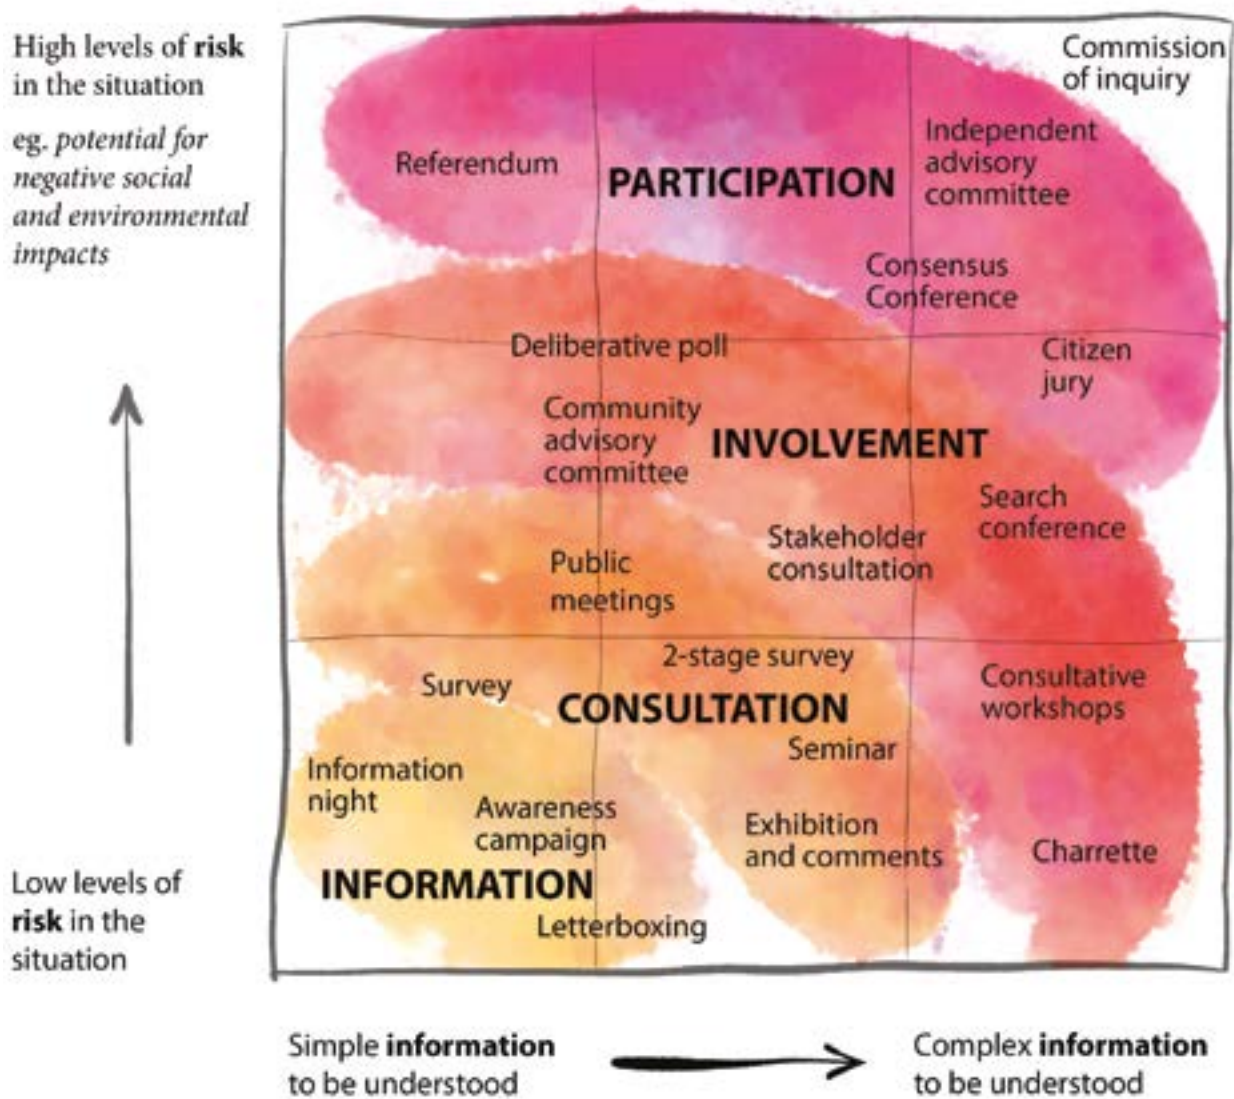 High levels of risk
in the situation
eg. potential for
negative social
and environmental
impacts
Low levels of
risk in the
situation
Commission
of inquiry
Referendum
PARTICIPATION
Independent
advisory
committee
Consensus
Conference
Deliberative poll
Citizen
jury
Community
advisory
committee
INVOLVEMENT
Search
conference
Stakeholder
consultation
Public
meetings
2-stage survey
Survey
CONSULTATION
Consultative
workshops
Seminar
Information
night
Awareness
campaign
Exhibition
and comments
Charrette
INFORMATION
Letterboxing
Simple information
to be understood
Complex information
to be understood